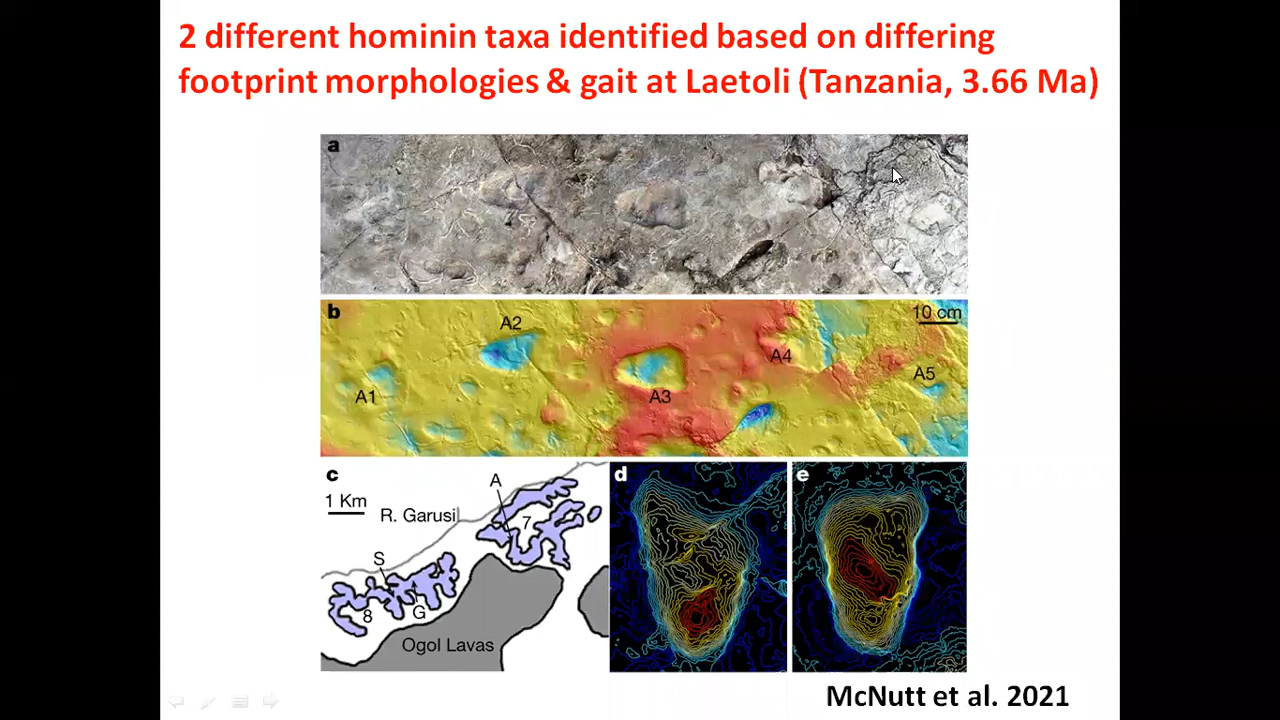 2 different hominin taxa identified based on differing
footprint morphologies & gait at Laetoli (Tanzania, 3.66 Ma)
a
b
10 cm
A2
A4
A5
A1
A3
c
A
1 Km
R. Garusi
7
S
8
G
Ogol Lavas
d
e
McNutt et al. 2021